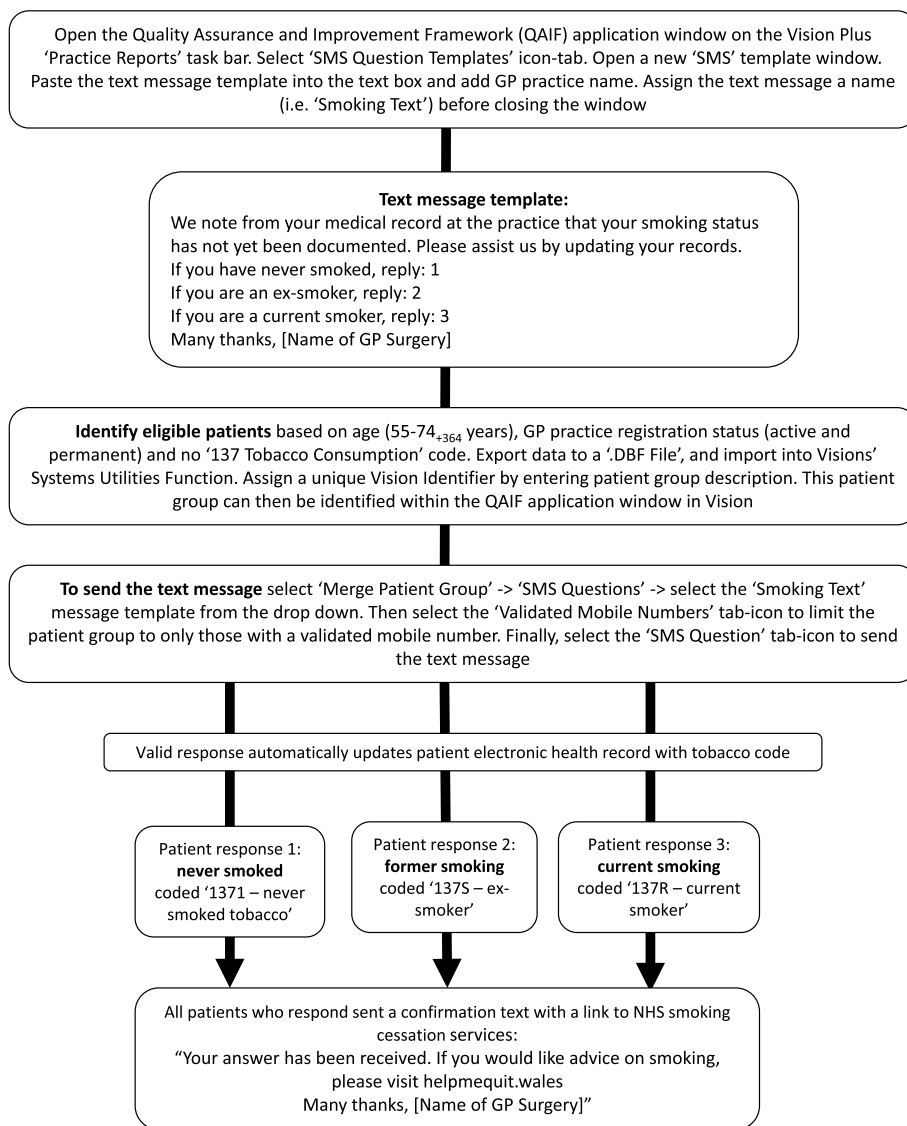 Open the Quality Assurance and Improvement Framework (QAIF) application window on the Vision Plus
‘Practice Reports’ task bar. Select ‘SMS Question Templates’ icon-tab. Open a new ‘SMS’ template window.
Paste the text message template into the text box and add GP practice name. Assign the text message a name
(i.e. ‘Smoking Text’) before closing the window
Text message template:
We note from your medical record at the practice that your smoking status
has not yet been documented. Please assist us by updating your records.
If you have never smoked, reply: 1
If you are an ex-smoker, reply: 2
If you are a current smoker, reply: 3
Many thanks, [Name of GP Surgery]
Identify eligible patients based on age (55-74+364 years), GP practice registration status (active and
permanent) and no ‘137 Tobacco Consumption’ code. Export data to a ‘.DBF File’, and import into Visions’
Systems Utilities Function. Assign a unique Vision Identifier by entering patient group description. This patient
group can then be identified within the QAIF application window in Vision
To send the text message select ‘Merge Patient Group’ -> ‘SMS Questions’ -> select the ‘Smoking Text’
message template from the drop down. Then select the ‘Validated Mobile Numbers’ tab-icon to limit the
patient group to only those with a validated mobile number. Finally, select the ‘SMS Question’ tab-icon to send
the text message
Valid response automatically updates patient electronic health record with tobacco code
Patient response 1:
never smoked
coded ‘1371 – never
smoked tobacco’
Patient response 2:
former smoking
coded ‘137S – ex-
smoker’
Patient response 3:
current smoking
coded ‘137R – current
smoker’
All patients who respond sent a confirmation text with a link to NHS smoking
cessation services:
“Your answer has been received. If you would like advice on smoking,
please visit helpmequit.wales
Many thanks, [Name of GP Surgery]”